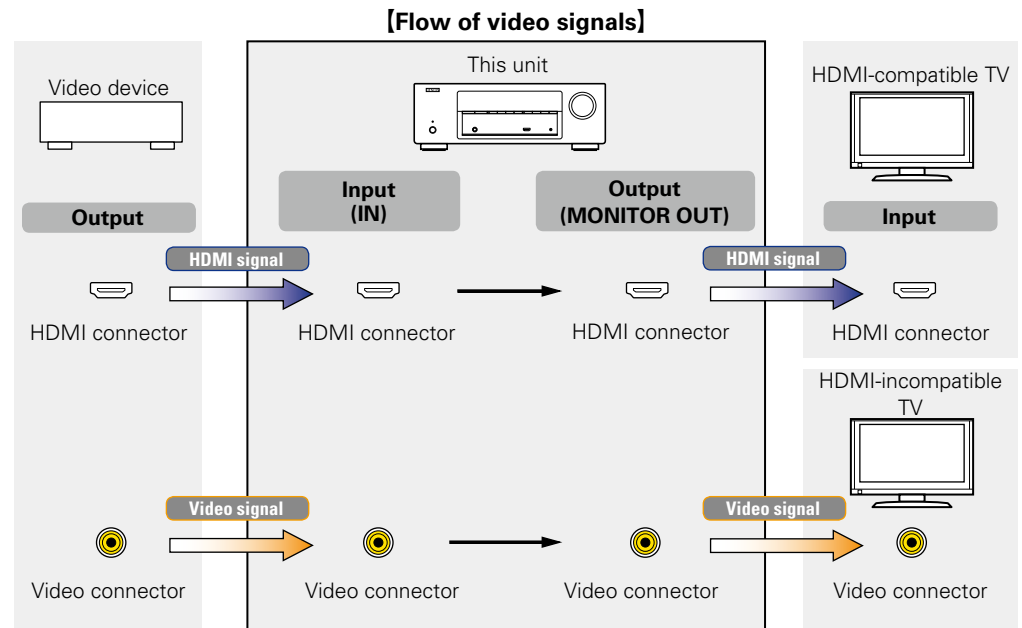 【Flow of video signals】
Video device
This unit
HDMI-compatible TV
Output
Input
(IN)
Output
(MONITOR OUT)
Input
HDMI signal
HDMI signal
HDMI connector
HDMI connector
HDMI connector
HDMI connector
HDMI-incompatible
TV
Video signal
Video signal
Video connector
Video connector
Video connector
Video connector